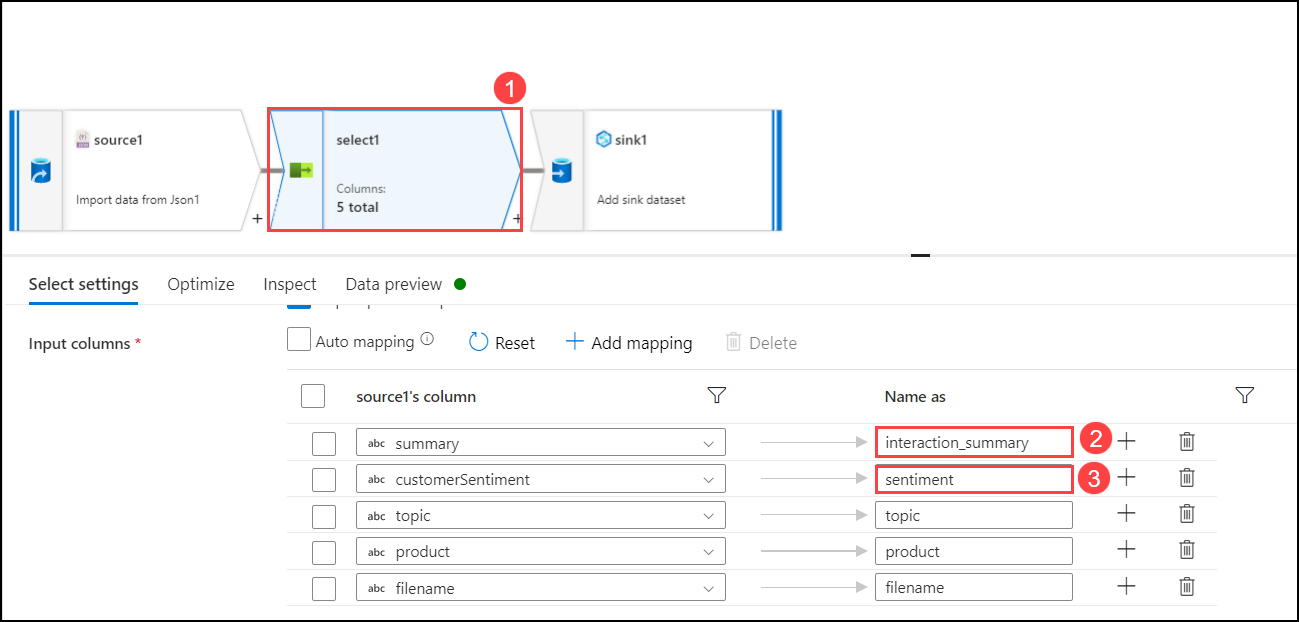 1
source1
Import data from Json1
+
select1
Columns:
5 total
+
sink1
Add sink dataset
Select settings
Optimize
Inspect
Data preview
Input columns *
Auto mapping
Reset
Add mapping
Delete
source1's column
Name as
abc summary
interaction_summary
2
abc customerSentiment
sentiment
3
abc topic
topic
abc product
product
abc filename
filename